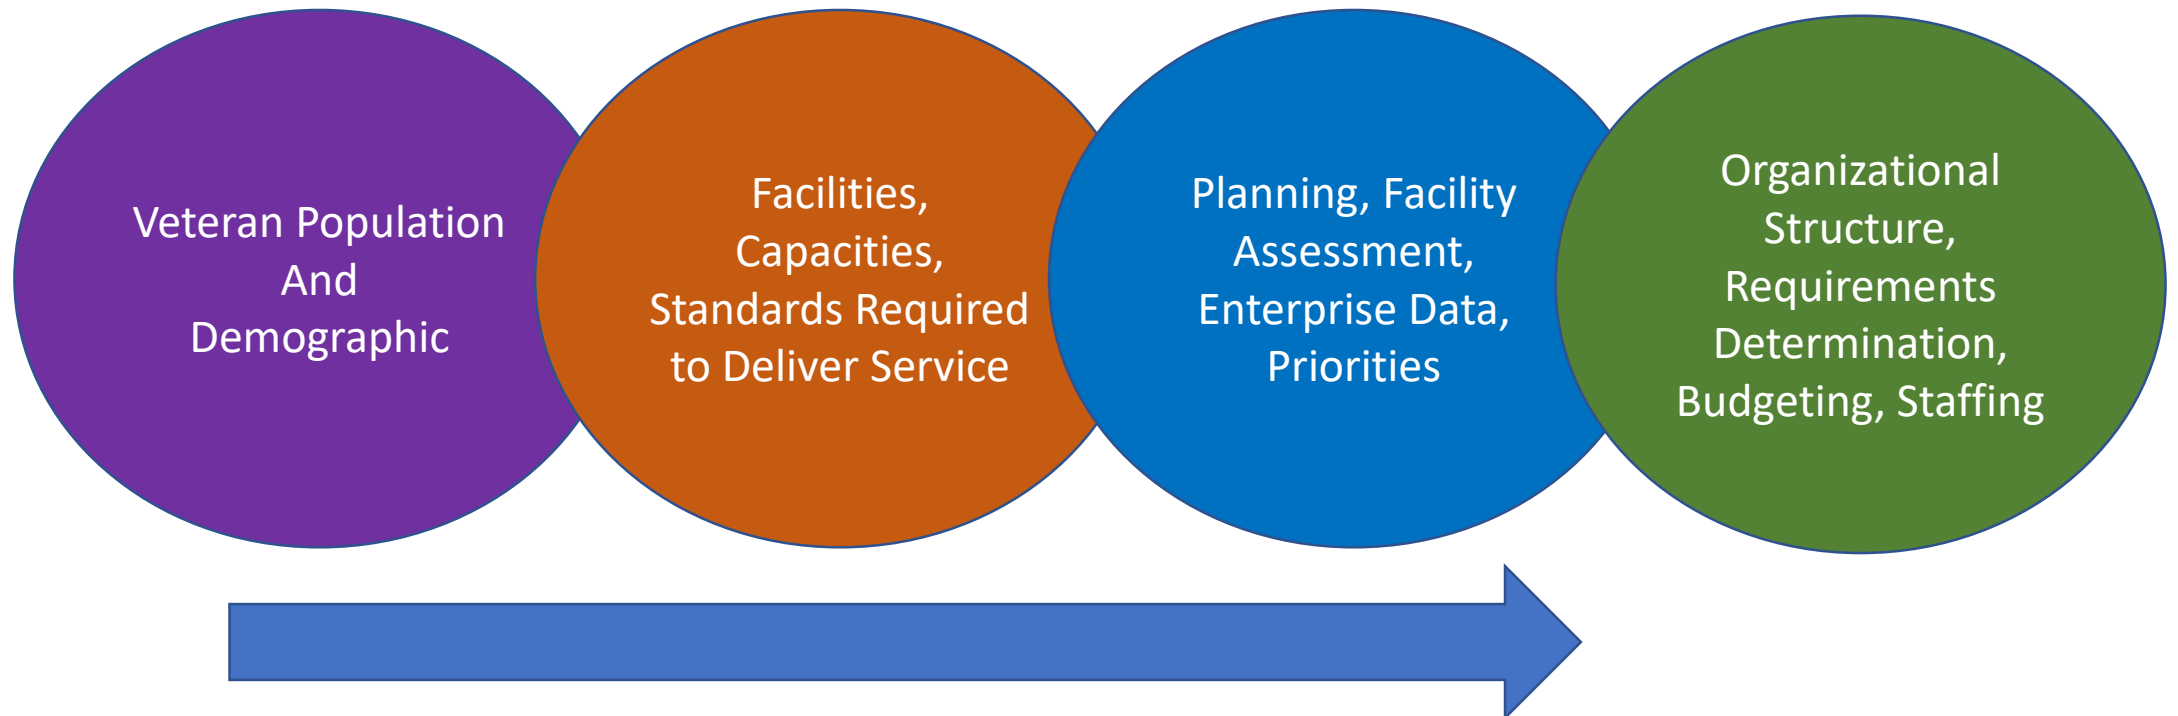 Veteran Population
And
Demographic
Facilities,
Capacities,
Standards Required
to Deliver Service
Planning, Facility
Assessment,
Enterprise Data,
Priorities
Organizational
Structure,
Requirements
Determination,
Budgeting, Staffing